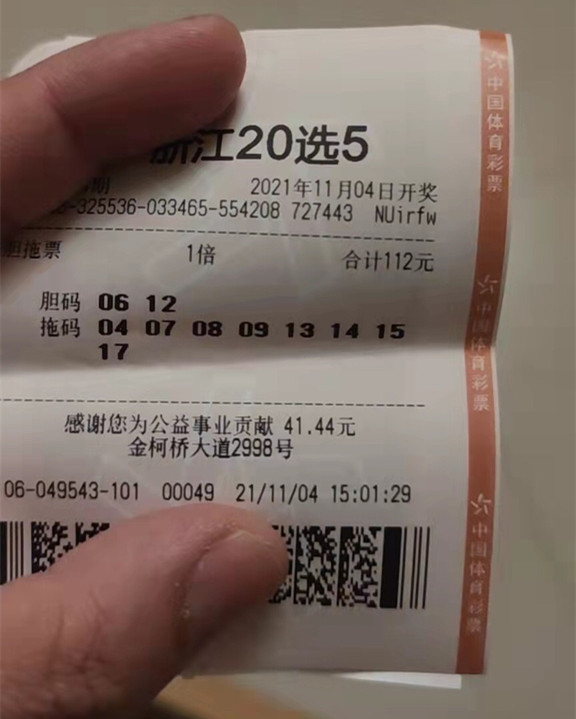 浙江20选5
期 2021年11月04日开奖
-325536-033465-554208 727443 NUirfw
胆拖票 1倍 合计112元
胆码 06 12
拖码 04 07 08 09 13 14 15
17
感谢您为公益事业贡献 41.44元
金柯桥大道2998号
06-049543-101 00049 21/11/04 15:01:29
中国体育彩票
中国体育彩票
中国体育彩票